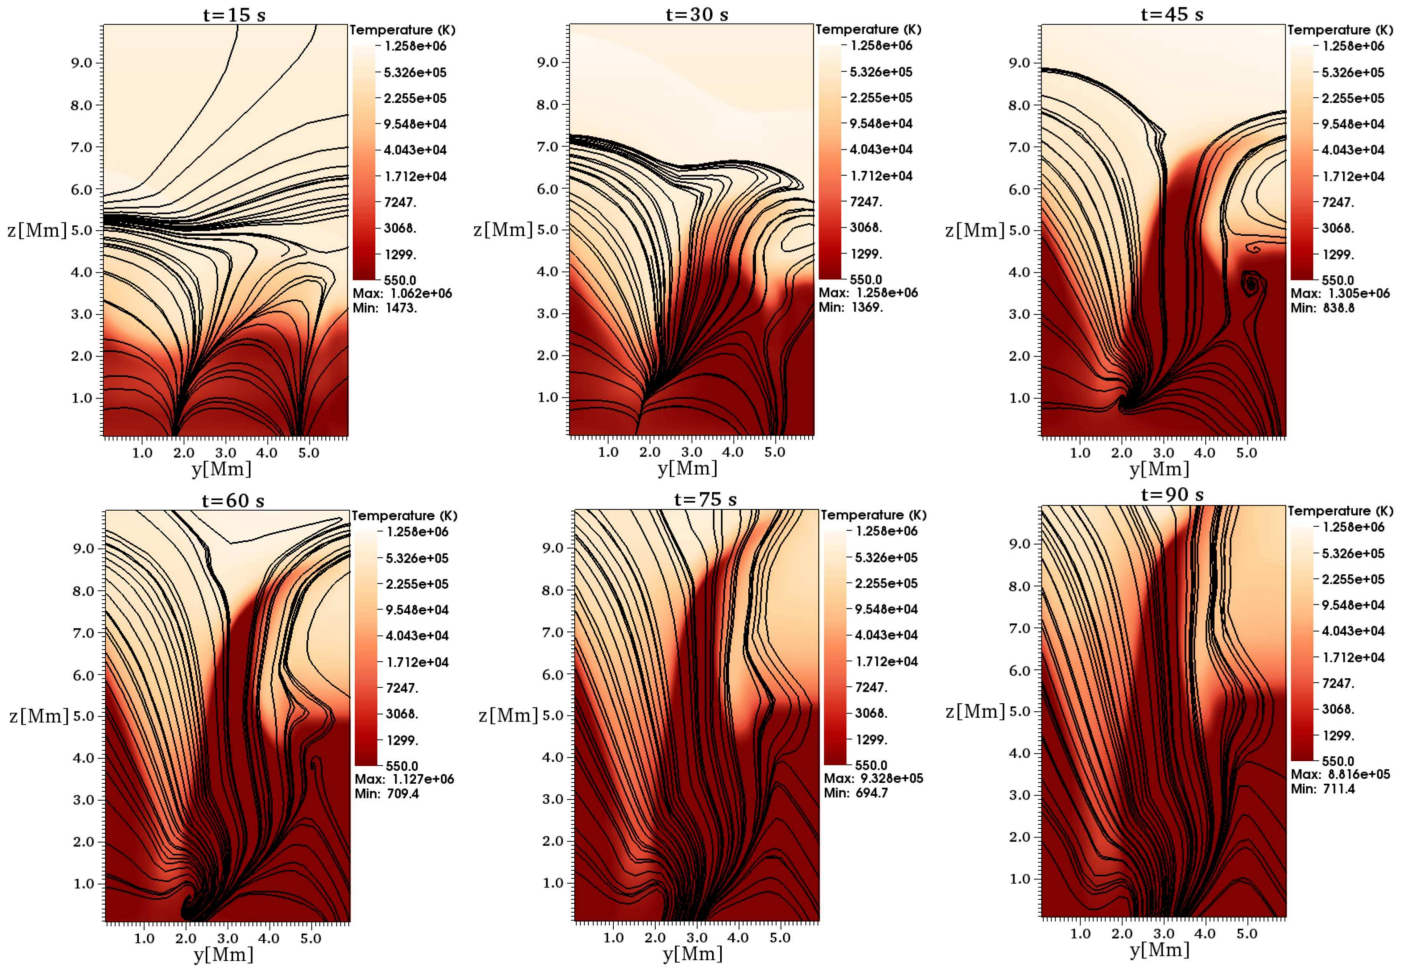 t=15 s
Temperature (K)
1.258e+06
5.326e+05
2.255e+05
9.548e+04
4.043e+04
1.712e+04
7247.
3068.
1299.
550.0
Max: 1.062e+06
Min: 1473.
9.0
8.0
7.0
6.0
5.0
4.0
3.0
2.0
1.0
z[Mm]
1.0 2.0 3.0 4.0 5.0
y[Mm]
t=30 s
Temperature (K)
1.258e+06
5.326e+05
2.255e+05
9.548e+04
4.043e+04
1.712e+04
7247.
3068.
1299.
550.0
Max: 1.258e+06
Min: 1369.
9.0
8.0
7.0
6.0
5.0
4.0
3.0
2.0
1.0
z[Mm]
1.0 2.0 3.0 4.0 5.0
y[Mm]
t=45 s
Temperature (K)
1.258e+06
5.326e+05
2.255e+05
9.548e+04
4.043e+04
1.712e+04
7247.
3068.
1299.
550.0
Max: 1.305e+06
Min: 838.8
9.0
8.0
7.0
6.0
5.0
4.0
3.0
2.0
1.0
z[Mm]
1.0 2.0 3.0 4.0 5.0
y[Mm]
t=60 s
Temperature (K)
1.258e+06
5.326e+05
2.255e+05
9.548e+04
4.043e+04
1.712e+04
7247.
3068.
1299.
550.0
Max: 1.127e+06
Min: 709.4
9.0
8.0
7.0
6.0
5.0
4.0
3.0
2.0
1.0
z[Mm]
1.0 2.0 3.0 4.0 5.0
y[Mm]
t=75 s
Temperature (K)
1.258e+06
5.326e+05
2.255e+05
9.548e+04
4.043e+04
1.712e+04
7247.
3068.
1299.
550.0
Max: 9.328e+05
Min: 694.7
9.0
8.0
7.0
6.0
5.0
4.0
3.0
2.0
1.0
z[Mm]
1.0 2.0 3.0 4.0 5.0
y[Mm]
t=90 s
Temperature (K)
1.258e+06
5.326e+05
2.255e+05
9.548e+04
4.043e+04
1.712e+04
7247.
3068.
1299.
550.0
Max: 8.816e+05
Min: 711.4
9.0
8.0
7.0
6.0
5.0
4.0
3.0
2.0
1.0
z[Mm]
1.0 2.0 3.0 4.0 5.0
y[Mm]